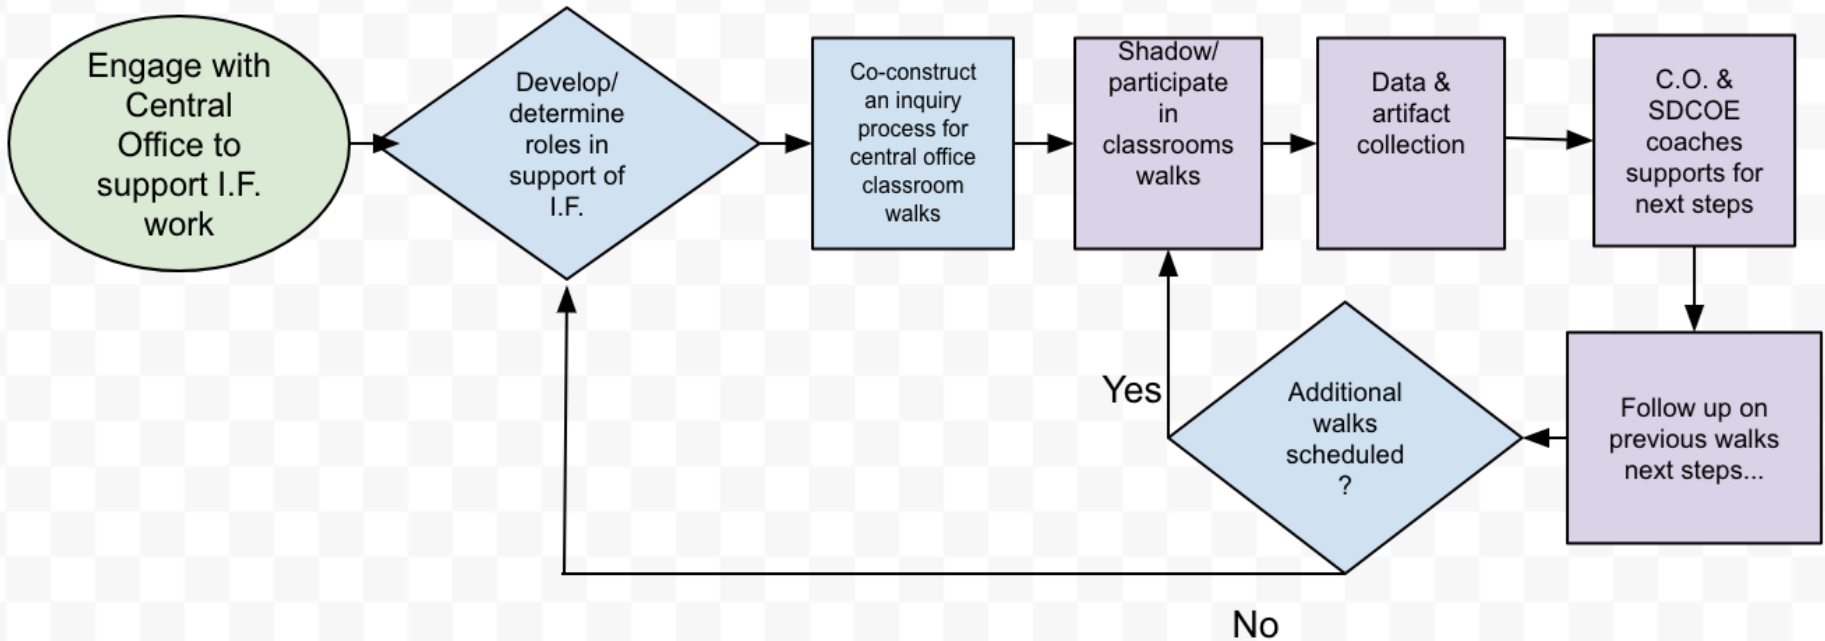 Engage with
Central
Office to
support I.F.
work
Develop/
determine
roles in
support of
I.F.
Co-construct
an inquiry
process for
central office
classroom
walks
Shadow/
participate
in
classrooms
walks
Data &
artifact
collection
C.O. &
SDCOE
coaches
supports for
next steps
Follow up on
previous walks
next steps...
Additional
walks
scheduled
?
Yes
No